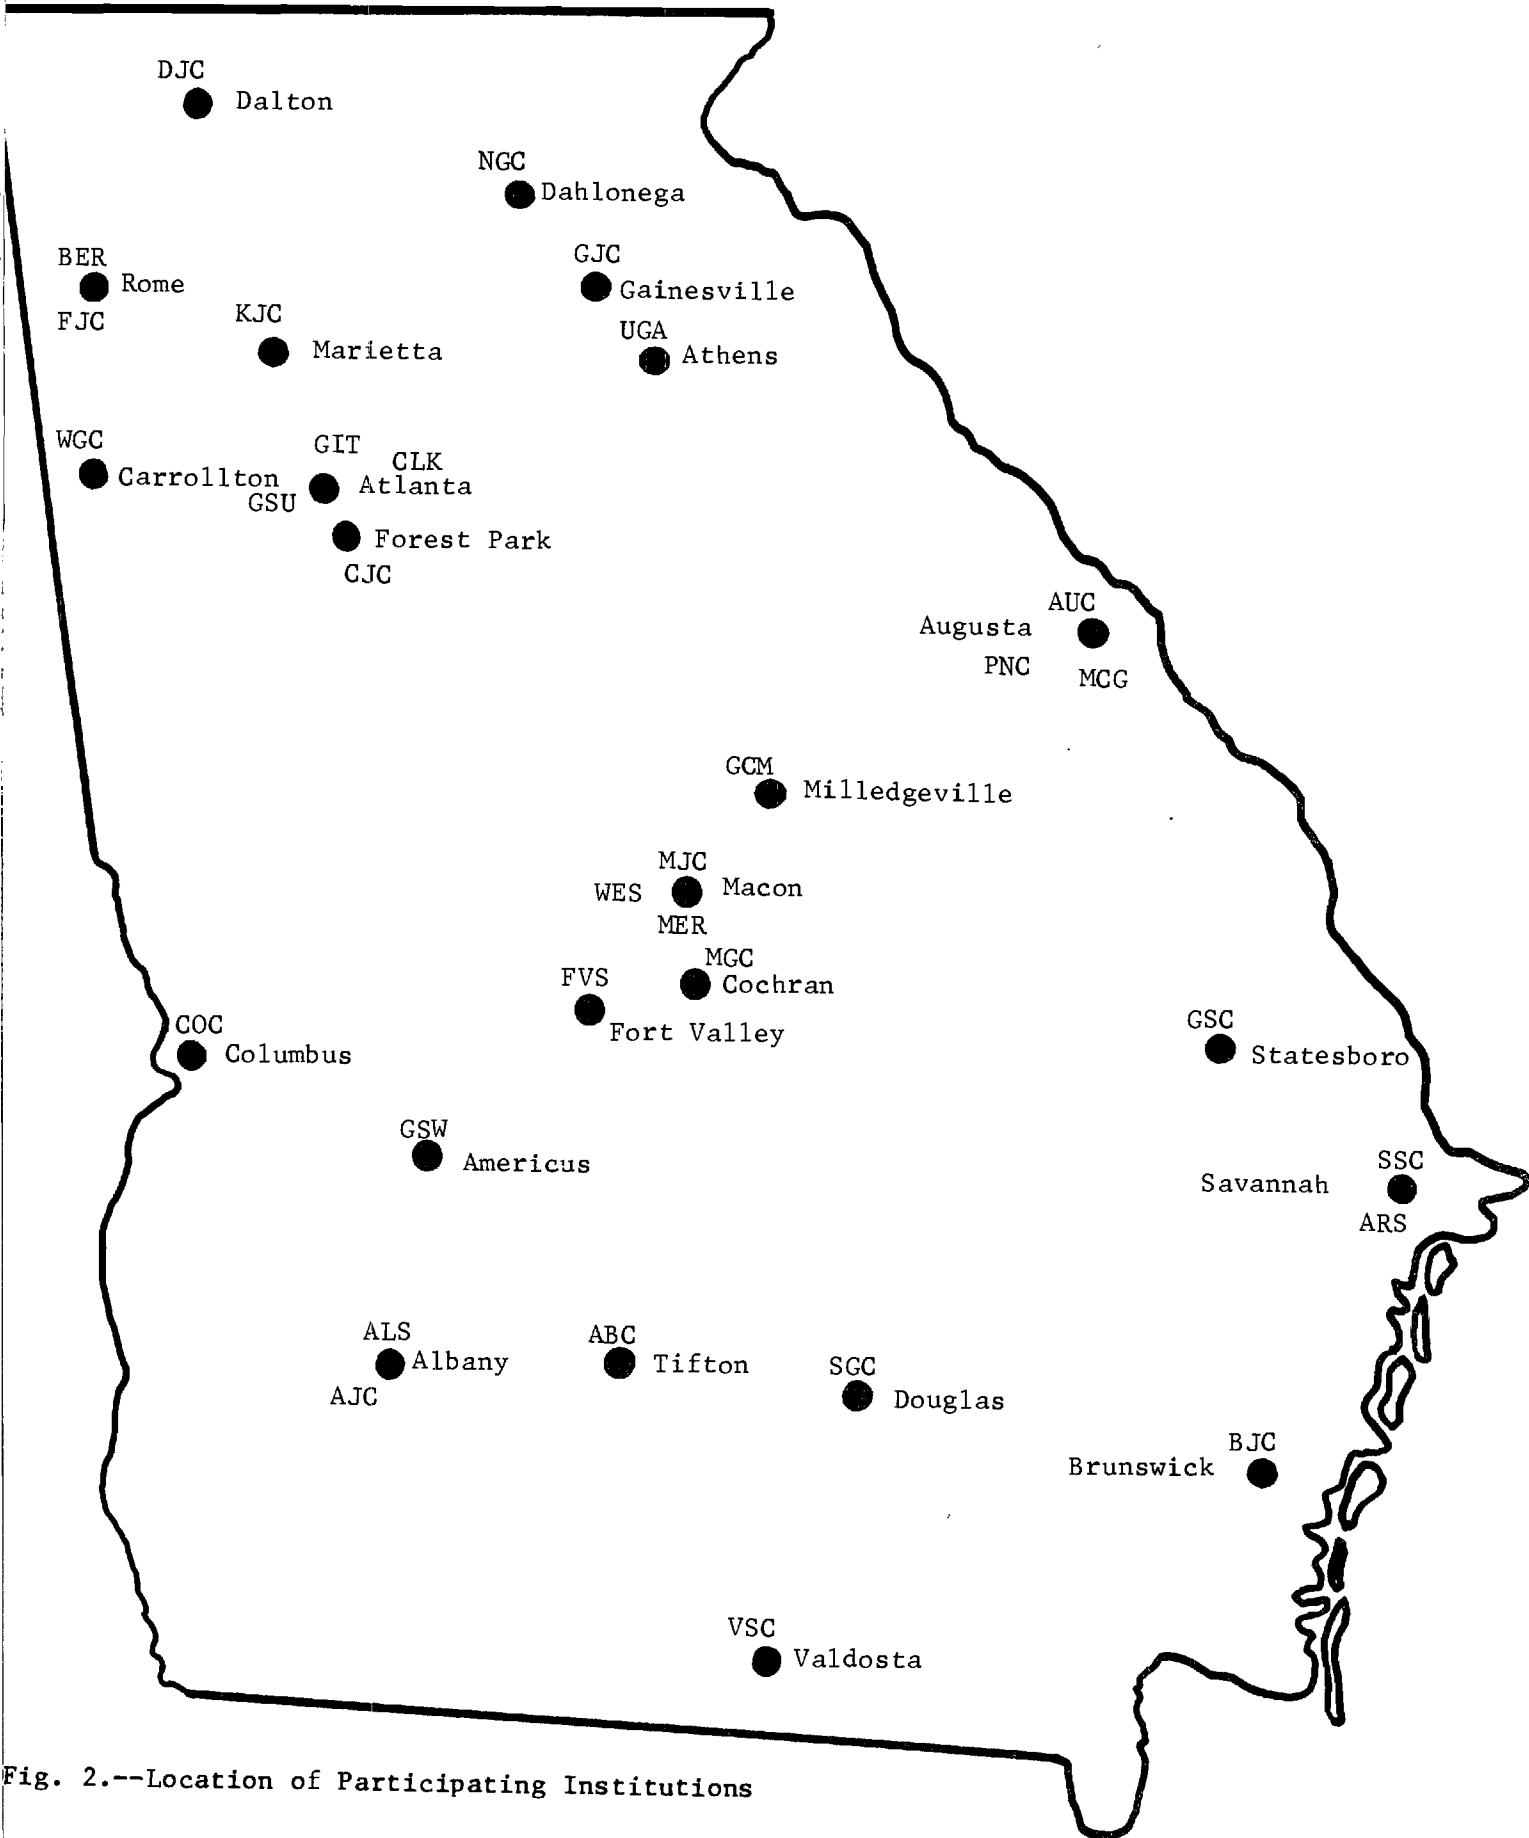 DJC
Dalton
NGC
Dahlonega
BER
Rome
FJC
GJC
Gainesville
KJC
Marietta
UGA
Athens
WGC
Carrollton
GIT
CLK
Atlanta
GSU
Forest Park
CJC
AUC
Augusta
PNC
MCG
GCM
Milledgeville
MJC
WES
Macon
MER
MGC
Cochran
FVS
Fort Valley
COC
Columbus
GSC
Statesboro
GSW
Americus
SSC
Savannah
ARS
ALS
Albany
AJC
ABC
Tifton
SGC
Douglas
BJC
Brunswick
VSC
Valdosta
Fig. 2.--Location of Participating Institutions